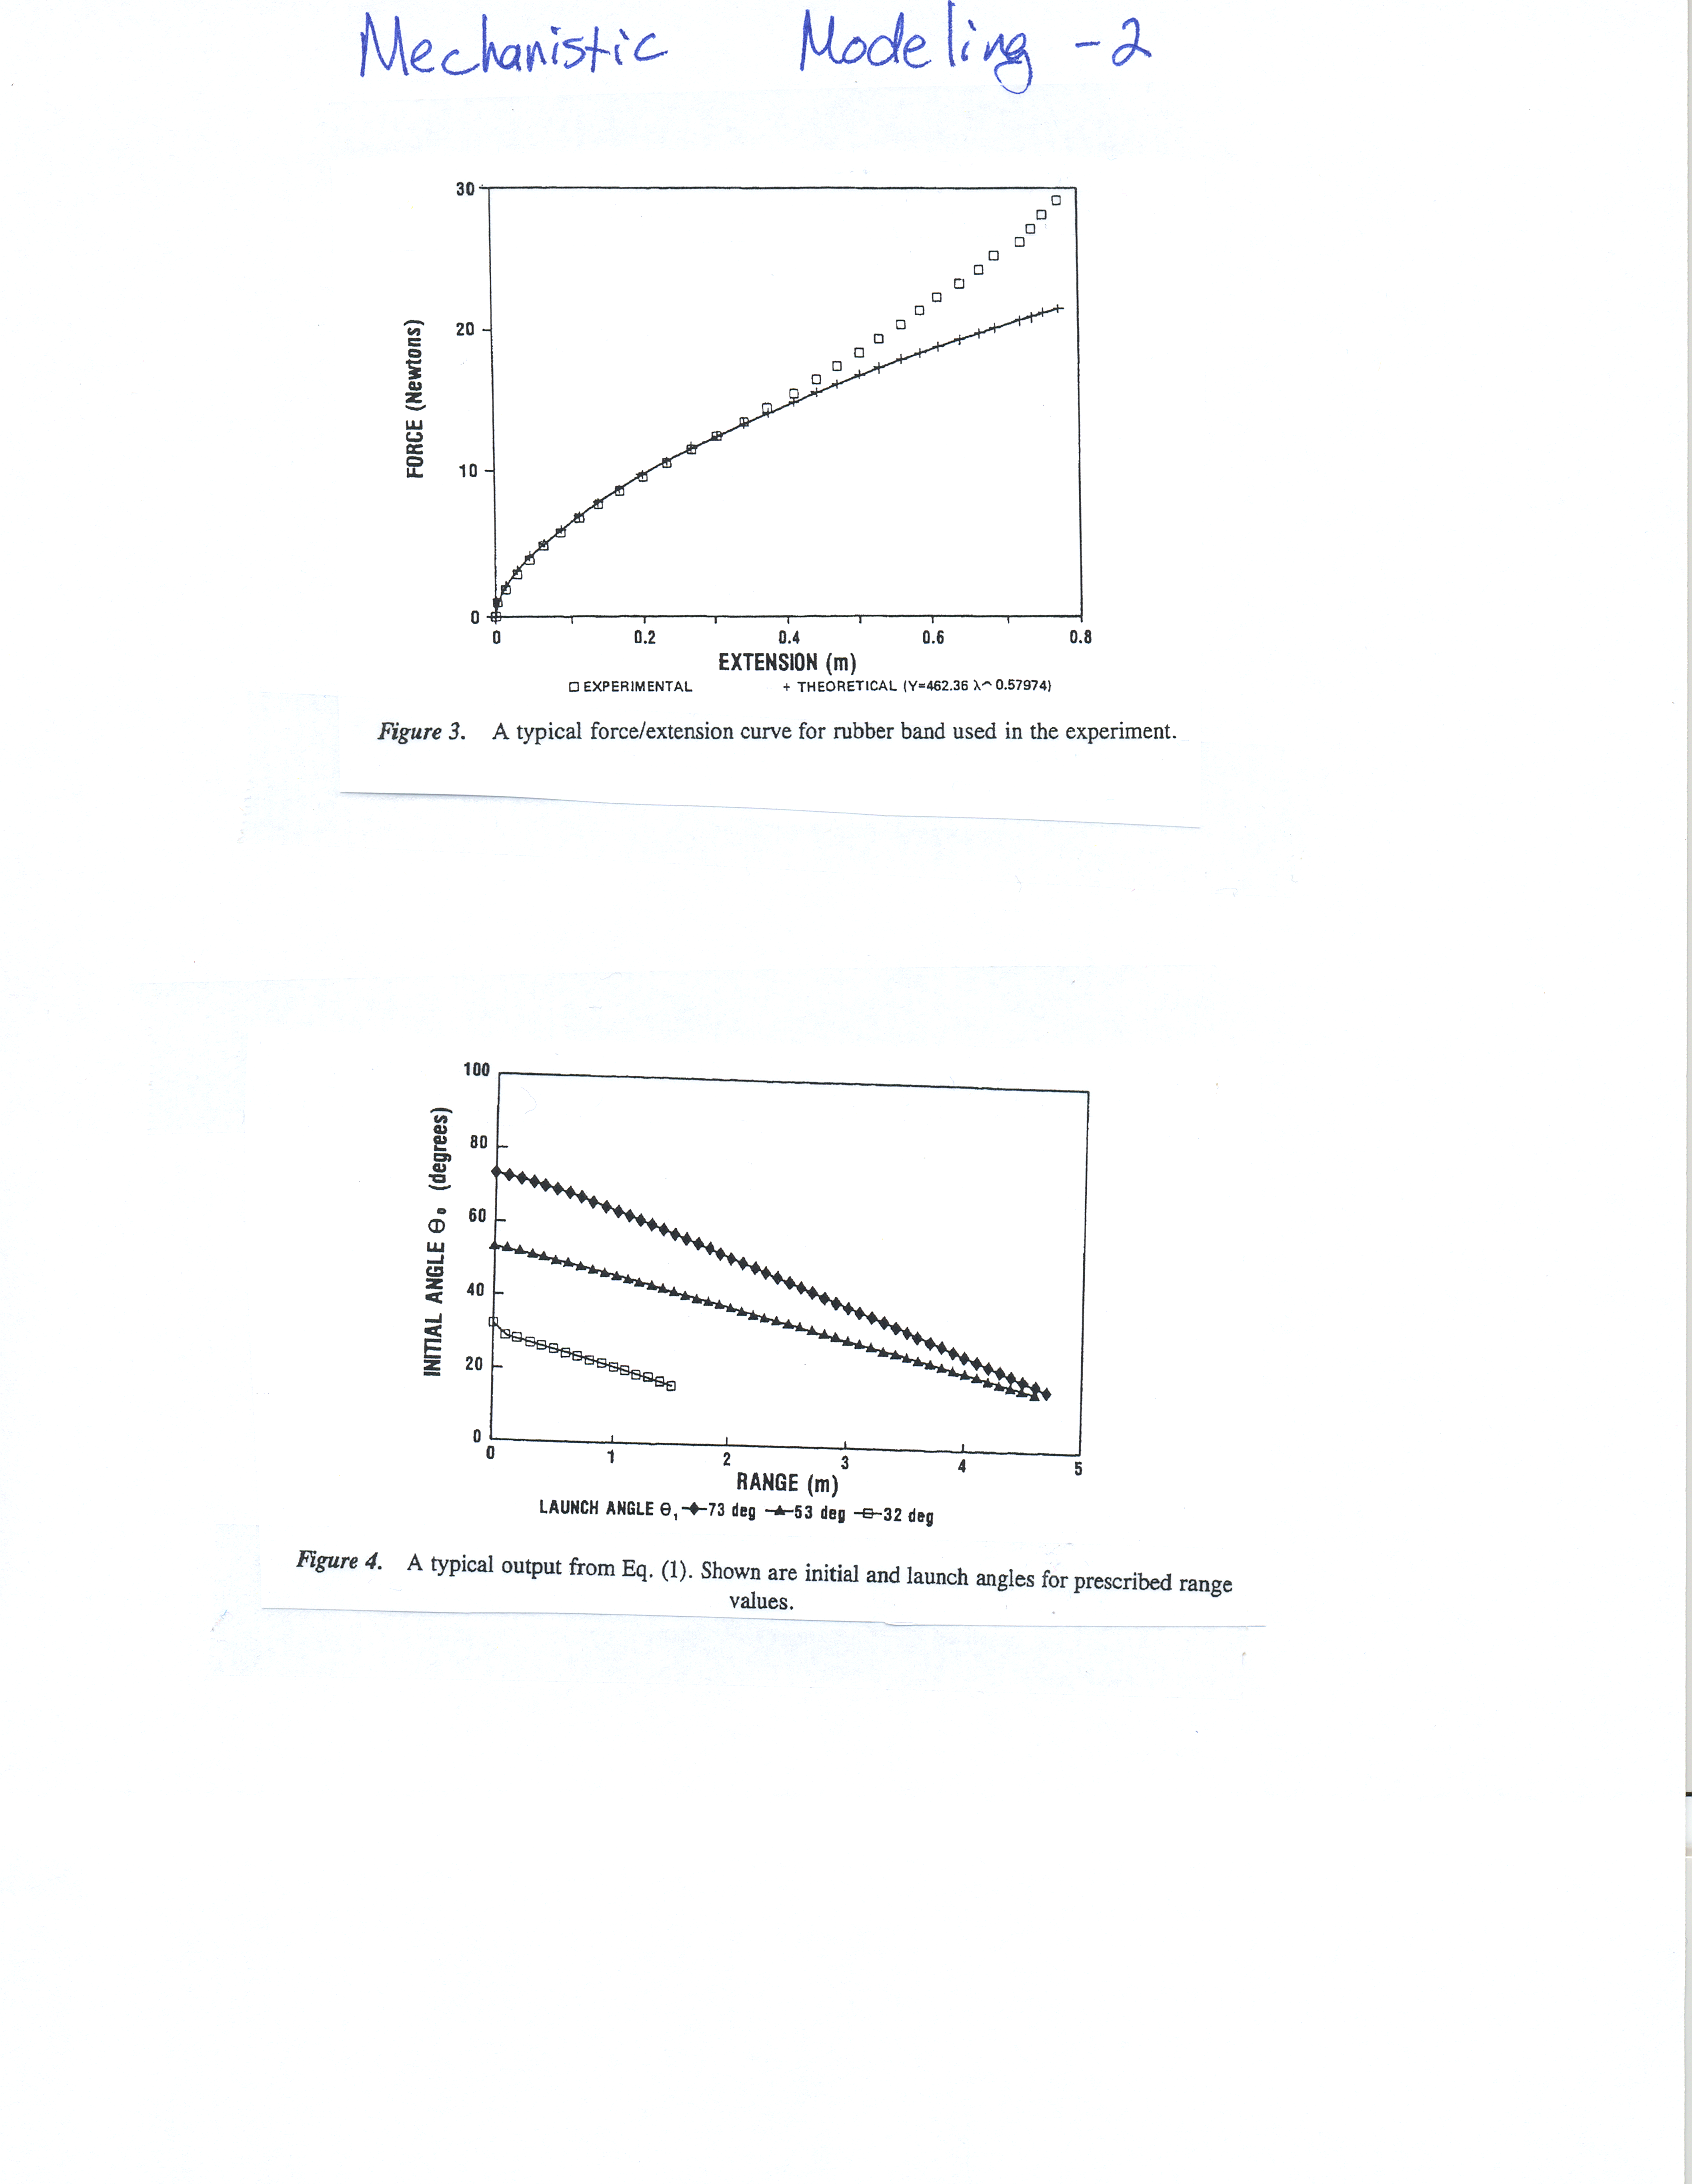 Mechanistic Modeling -2
30
20
10
0
FORCE (Newtons)
0 0.2 0.4 0.6 0.8
EXTENSION (m)
□ EXPERIMENTAL + THEORETICAL (Y=462.36 λ^ 0.57974)
Figure 3. A typical force/extension curve for rubber band used in the experiment.
100
80
60
40
20
0
INITIAL ANGLE θ₀ (degrees)
0 1 2 3 4 5
RANGE (m)
LAUNCH ANGLE θ₁ 73 deg 53 deg 32 deg
Figure 4. A typical output from Eq. (1). Shown are initial and launch angles for prescribed range
values.